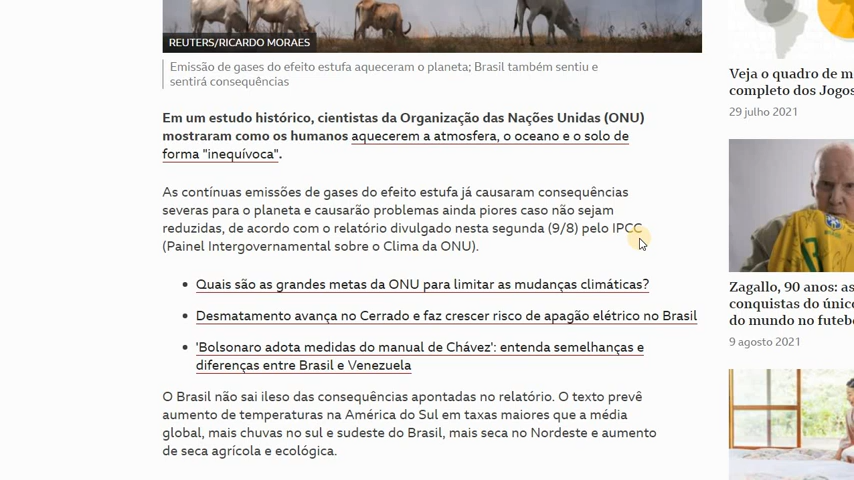 REUTERS/RICARDO MORAES
Emissão de gases do efeito estufa aqueceram o planeta; Brasil também sentiu e
sentirá consequências
Em um estudo histórico, cientistas da Organização das Nações Unidas (ONU)
mostraram como os humanos aquecerem a atmosfera, o oceano e o solo de
forma "inequívoca".
As contínuas emissões de gases do efeito estufa já causaram consequências
severas para o planeta e causarão problemas ainda piores caso não sejam
reduzidas, de acordo com o relatório divulgado nesta segunda (9/8) pelo IPCC
(Painel Intergovernamental sobre o Clima da ONU).
Quais são as grandes metas da ONU para limitar as mudanças climáticas?
Desmatamento avança no Cerrado e faz crescer risco de apagão elétrico no Brasil
'Bolsonaro adota medidas do manual de Chávez': entenda semelhanças e
diferenças entre Brasil e Venezuela
O Brasil não sai ileso das consequências apontadas no relatório. O texto prevê
aumento de temperaturas na América do Sul em taxas maiores que a média
global, mais chuvas no sul e sudeste do Brasil, mais seca no Nordeste e aumento
de seca agrícola e ecológica.
Veja o quadro de m
completo dos Jogos
29 julho 2021
Zagallo, 90 anos: as
conquistas do único
do mundo no futeb
9 agosto 2021